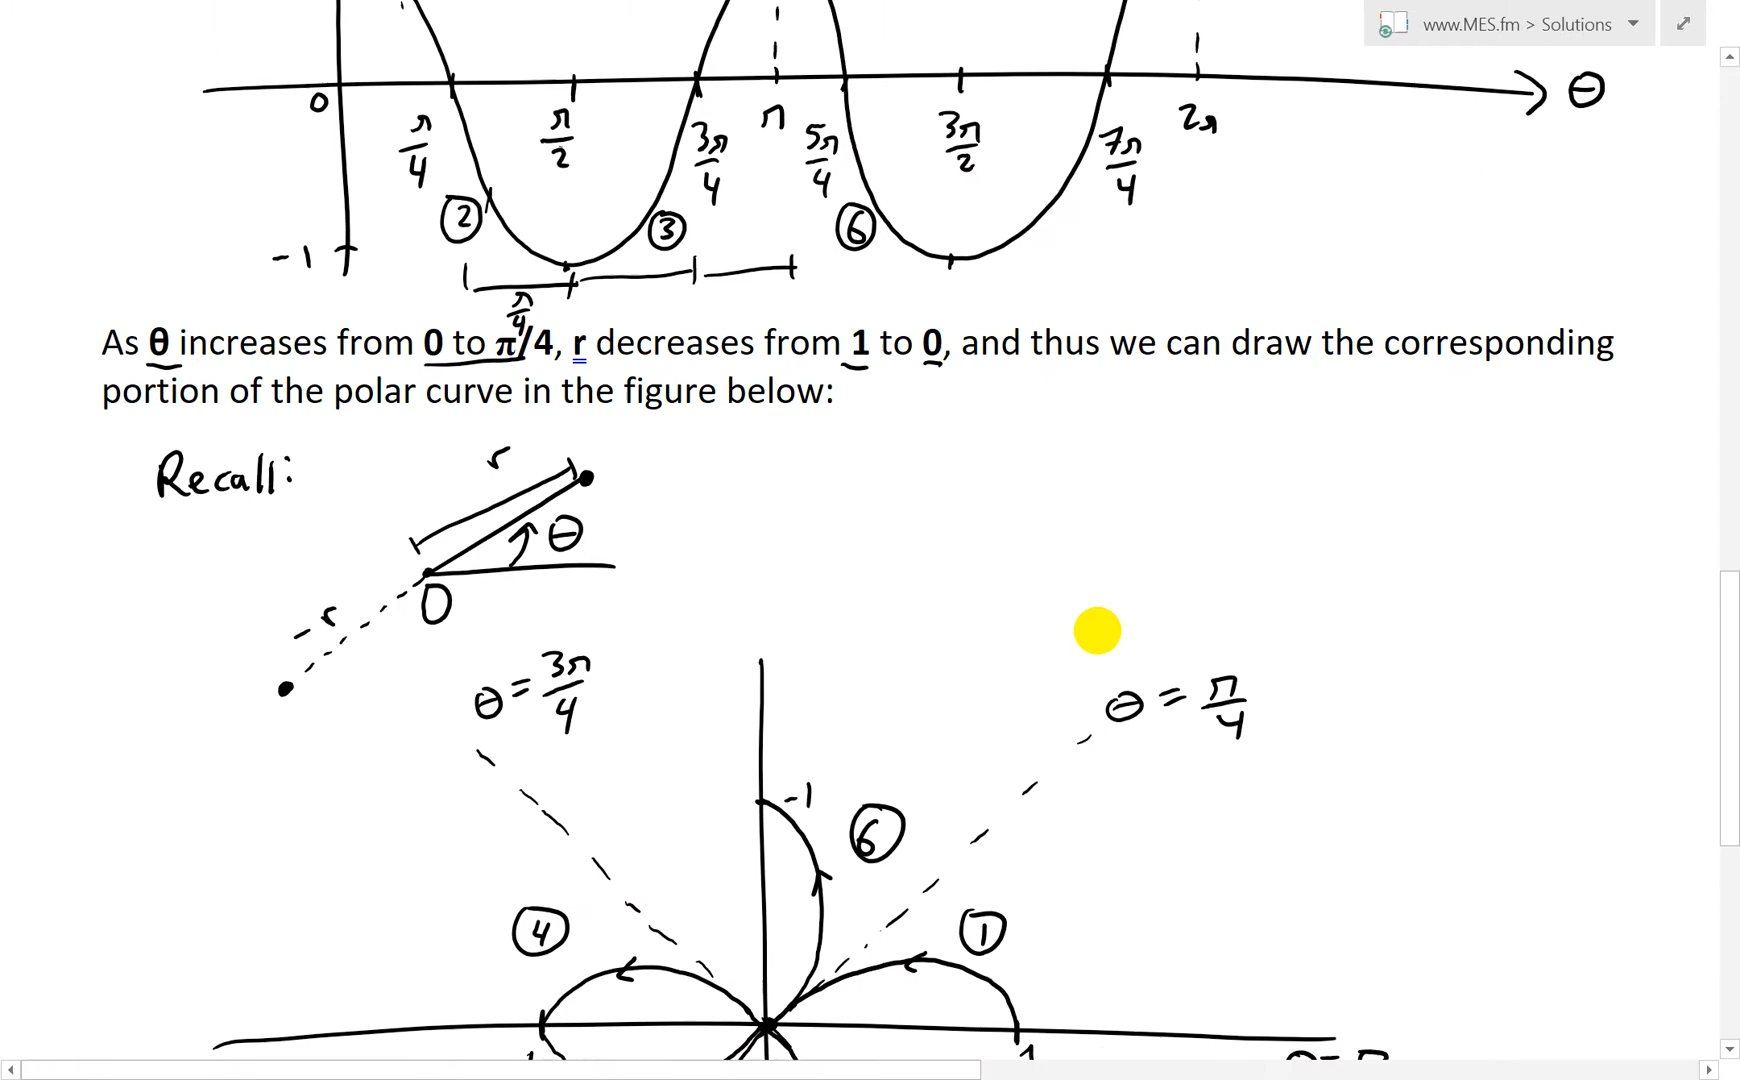 www.MES.fm > Solutions
0
π/4
π/2
3π/4
π
5π/4
3π/2
7π/4
2π
θ
2
3
6
-1
π/4
As θ increases from 0 to π/4, r decreases from 1 to 0, and thus we can draw the corresponding
portion of the polar curve in the figure below:
Recall:
r
θ
O
-r
θ = 3π/4
θ = π/4
-1
6
4
1
1